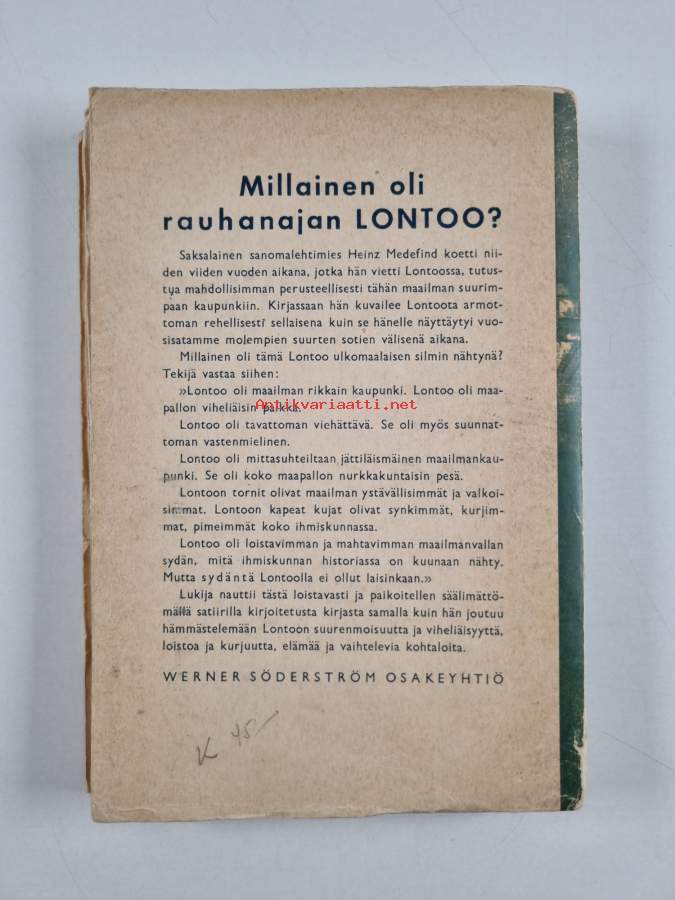 Millainen oli
rauhanajan LONTOO?
Saksalainen sanomalehtimies Heinz Medefind koetti nii-
den viiden vuoden aikana, jotka hän vietti Lontoossa, tutus-
tua mahdollisimman perusteellisesti tähän maailman suurim-
paan kaupunkiin. Kirjassaan hän kuvailee Lontoota armot-
toman rehellisesti sellaisena kuin se hänelle näyttäytyi vuo-
sisatamme molempien suurten sotien välisenä aikana.
Millainen oli tämä Lontoo ulkomaalaisen silmin nähtynä?
Tekijä vastaa siihen:
»Lontoo oli maailman rikkain kaupunki. Lontoo oli maa-
pallon viheliäisin paikka.
Antikvariaatti.net
Lontoo oli tavattoman viehättävä. Se oli myös suunnat-
toman vastenmielinen.
Lontoo oli mittasuhteiltaan jättiläismäinen maailmankau-
punki. Se oli koko maapallon nurkkakuntaisin pesä.
Lontoon tornit olivat maailman ystävällisimmät ja valkoi-
simmat. Lontoon kapeat kujat olivat synkimmät, kurjim-
mat, pimeimmät koko ihmiskunnassa.
Lontoo oli loistavimman ja mahtavimman maailmanvallan
sydän, mitä ihmiskunnan historiassa on kuunaan nähty.
Mutta sydäntä Lontoolla ei ollut laisinkaan.»
Lukija nauttii tästä loistavasti ja paikoitellen säälimättö-
mällä satiirilla kirjoitetusta kirjasta samalla kuin hän joutuu
hämmästelemään Lontoon suurenmoisuutta ja viheliäisyyttä,
loistoa ja kurjuutta, elämää ja vaihtelevia kohtaloita.
WERNER SÖDERSTRÖM OSAKEYHTIÖ
K 45/